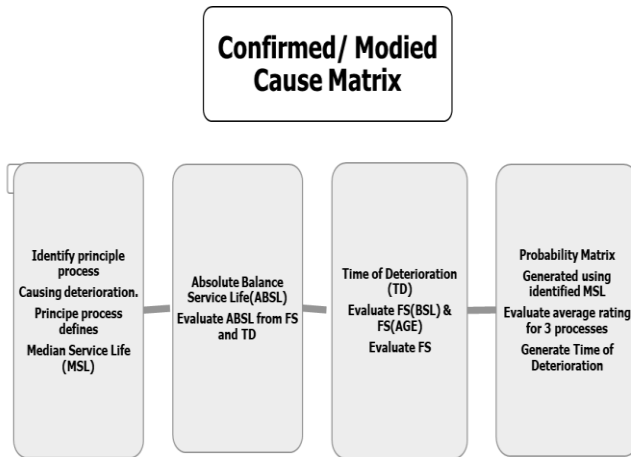 Confirmed/ Modied
Cause Matrix
Identify principle
process
Causing deterioration.
Principe process
defines
Median Service Life
(MSL)
Absolute Balance
Service Life(ABSL)
Evaluate ABSL from FS
and TD
Time of Deterioration
(TD)
Evaluate FS(BSL) &
FS(AGE)
Evaluate FS
Probability Matrix
Generated using
identified MSL
Evaluate average rating
for 3 processes
Generate Time of
Deterioration